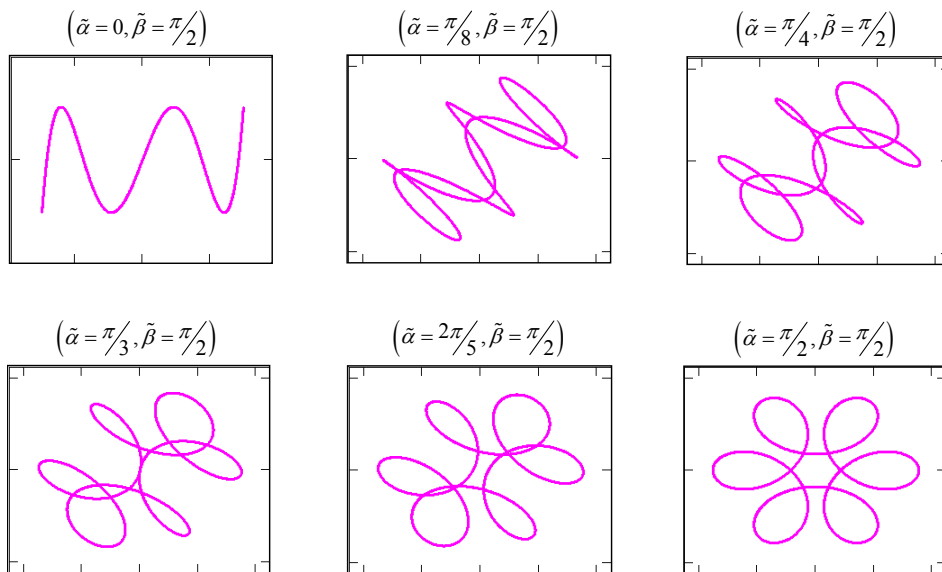 (α̃ = 0, β̃ = π/2)
(α̃ = π/8, β̃ = π/2)
(α̃ = π/4, β̃ = π/2)
(α̃ = π/3, β̃ = π/2)
(α̃ = 2π/5, β̃ = π/2)
(α̃ = π/2, β̃ = π/2)